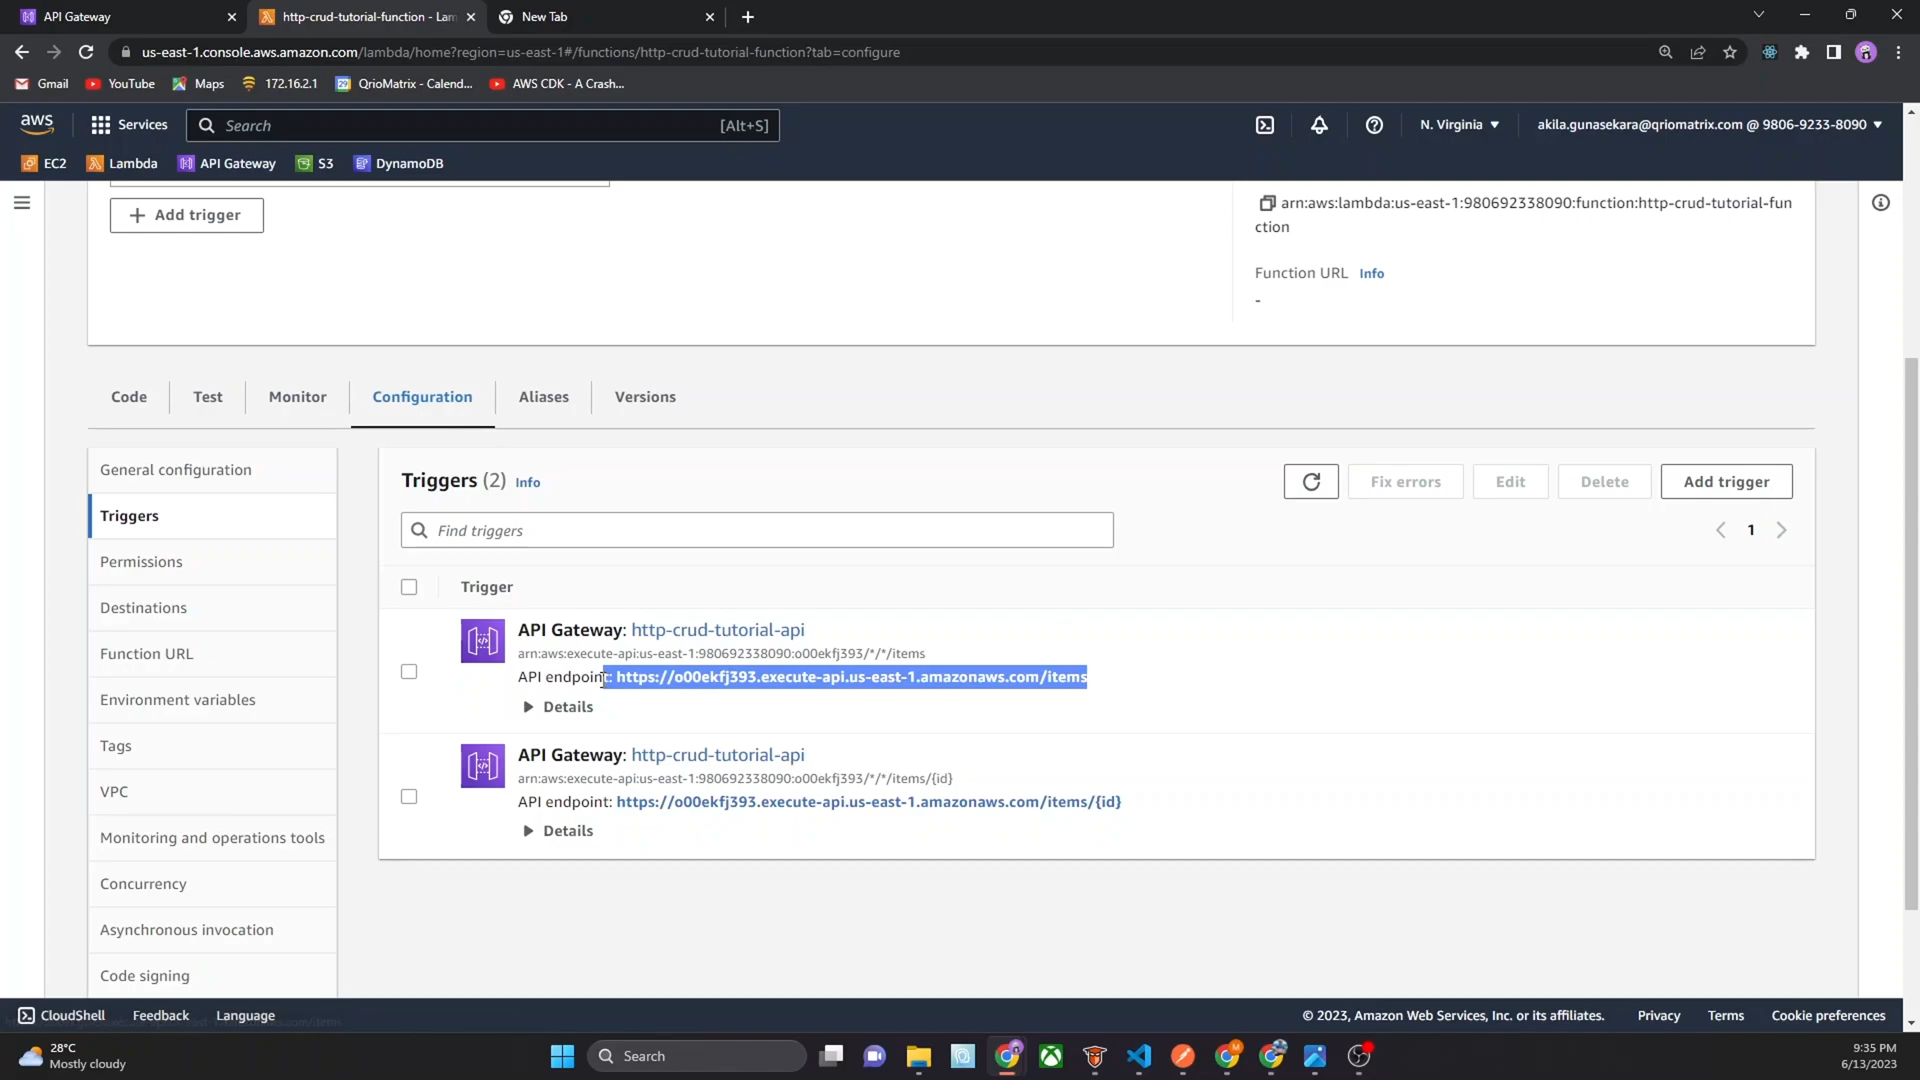 API Gateway
http-crud-tutorial-function - Lam
New Tab
us-east-1.console.aws.amazon.com/lambda/home?region=us-east-1#/functions/http-crud-tutorial-function?tab=configure
Gmail
YouTube
Maps
172.16.2.1
QrioMatrix - Calend...
AWS CDK - A Crash...
aws
Services
Search
[Alt+S]
N. Virginia
akila.gunasekara@qriomatrix.com @ 9806-9233-8090
EC2
Lambda
API Gateway
S3
DynamoDB
Add trigger
arn:aws:lambda:us-east-1:980692338090:function:http-crud-tutorial-fun
ction
Function URL Info
-
Code
Test
Monitor
Configuration
Aliases
Versions
General configuration
Triggers
Permissions
Destinations
Function URL
Environment variables
Tags
VPC
Monitoring and operations tools
Concurrency
Asynchronous invocation
Code signing
Triggers (2) Info
Fix errors
Edit
Delete
Add trigger
Find triggers
1
Trigger
API Gateway: http-crud-tutorial-api
arn:aws:execute-api:us-east-1:980692338090:o00ekfj393/*/*/items
API endpoint: https://o00ekfj393.execute-api.us-east-1.amazonaws.com/items
Details
API Gateway: http-crud-tutorial-api
arn:aws:execute-api:us-east-1:980692338090:o00ekfj393/*/*/items/{id}
API endpoint: https://o00ekfj393.execute-api.us-east-1.amazonaws.com/items/{id}
Details
CloudShell
Feedback
Language
© 2023, Amazon Web Services, Inc. or its affiliates.
Privacy
Terms
Cookie preferences
28°C
Mostly cloudy
Search
9:35 PM
6/13/2023